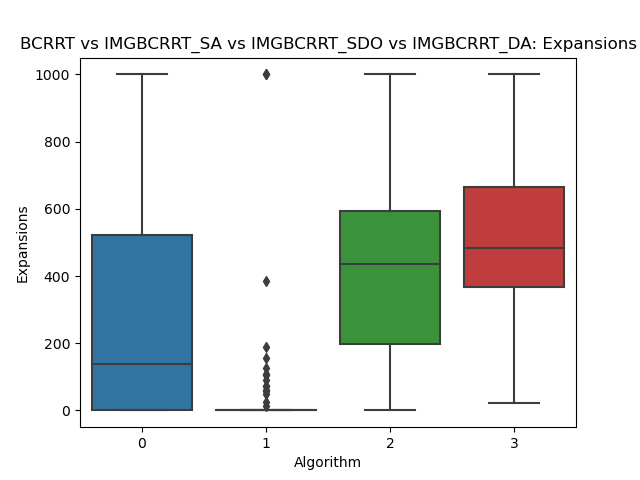 BCRRT vs IMGBCRRT_SA vs IMGBCRRT_SDO vs IMGBCRRT_DA: Expansions
1000
800
600
400
200
0
Expansions
0 1 2 3
Algorithm